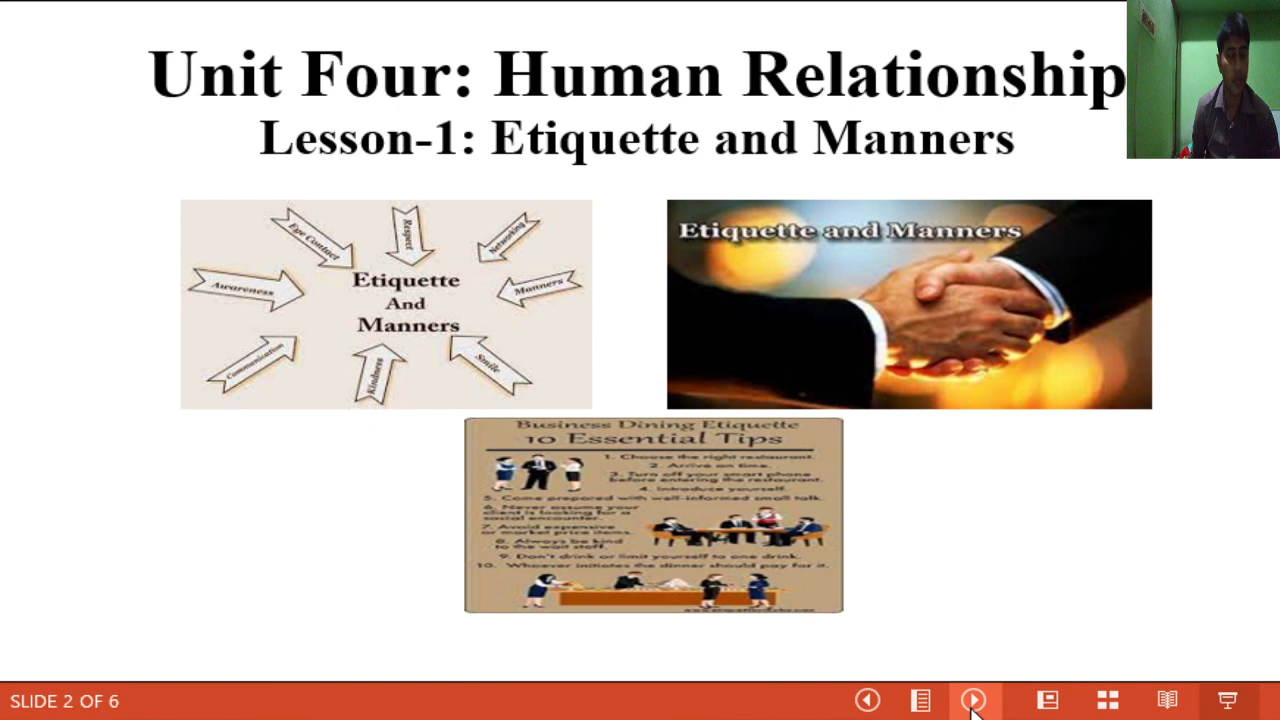 Unit Four: Human Relationship
Lesson-1: Etiquette and Manners
Eye Contact
Respect
Networking
Awareness
Etiquette
And
Manners
Manners
Communication
Kindness
Smile
Etiquette and Manners
Business Dining Etiquette
10 Essential Tips
1. Choose the right restaurant.
2. Arrive on time.
3. Turn off your smart phone
before entering the restaurant.
4. Introduce yourself.
5. Come prepared with well-informed small talk.
6. Never assume your
client is looking for a
social encounter.
7. Avoid expensive
or market price items.
8. Always be kind
to the wait staff.
9. Don't drink or limit yourself to one drink.
10. Whoever initiates the dinner should pay for it.
SLIDE 2 OF 6